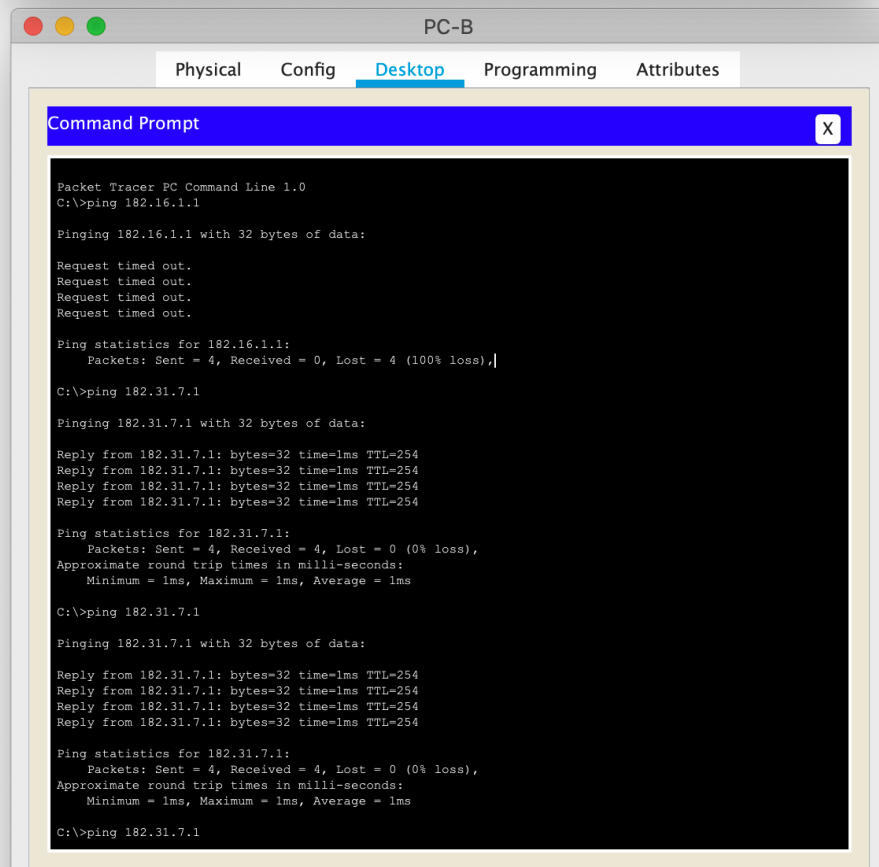 PC-B
Physical Config Desktop Programming Attributes
Command Prompt
X
Packet Tracer PC Command Line 1.0
C:\>ping 182.16.1.1
Pinging 182.16.1.1 with 32 bytes of data:
Request timed out.
Request timed out.
Request timed out.
Request timed out.
Ping statistics for 182.16.1.1:
    Packets: Sent = 4, Received = 0, Lost = 4 (100% loss),
C:\>ping 182.31.7.1
Pinging 182.31.7.1 with 32 bytes of data:
Reply from 182.31.7.1: bytes=32 time=1ms TTL=254
Reply from 182.31.7.1: bytes=32 time=1ms TTL=254
Reply from 182.31.7.1: bytes=32 time=1ms TTL=254
Reply from 182.31.7.1: bytes=32 time=1ms TTL=254
Ping statistics for 182.31.7.1:
    Packets: Sent = 4, Received = 4, Lost = 0 (0% loss),
Approximate round trip times in milli-seconds:
    Minimum = 1ms, Maximum = 1ms, Average = 1ms
C:\>ping 182.31.7.1
Pinging 182.31.7.1 with 32 bytes of data:
Reply from 182.31.7.1: bytes=32 time=1ms TTL=254
Reply from 182.31.7.1: bytes=32 time=1ms TTL=254
Reply from 182.31.7.1: bytes=32 time=1ms TTL=254
Reply from 182.31.7.1: bytes=32 time=1ms TTL=254
Ping statistics for 182.31.7.1:
    Packets: Sent = 4, Received = 4, Lost = 0 (0% loss),
Approximate round trip times in milli-seconds:
    Minimum = 1ms, Maximum = 1ms, Average = 1ms
C:\>ping 182.31.7.1